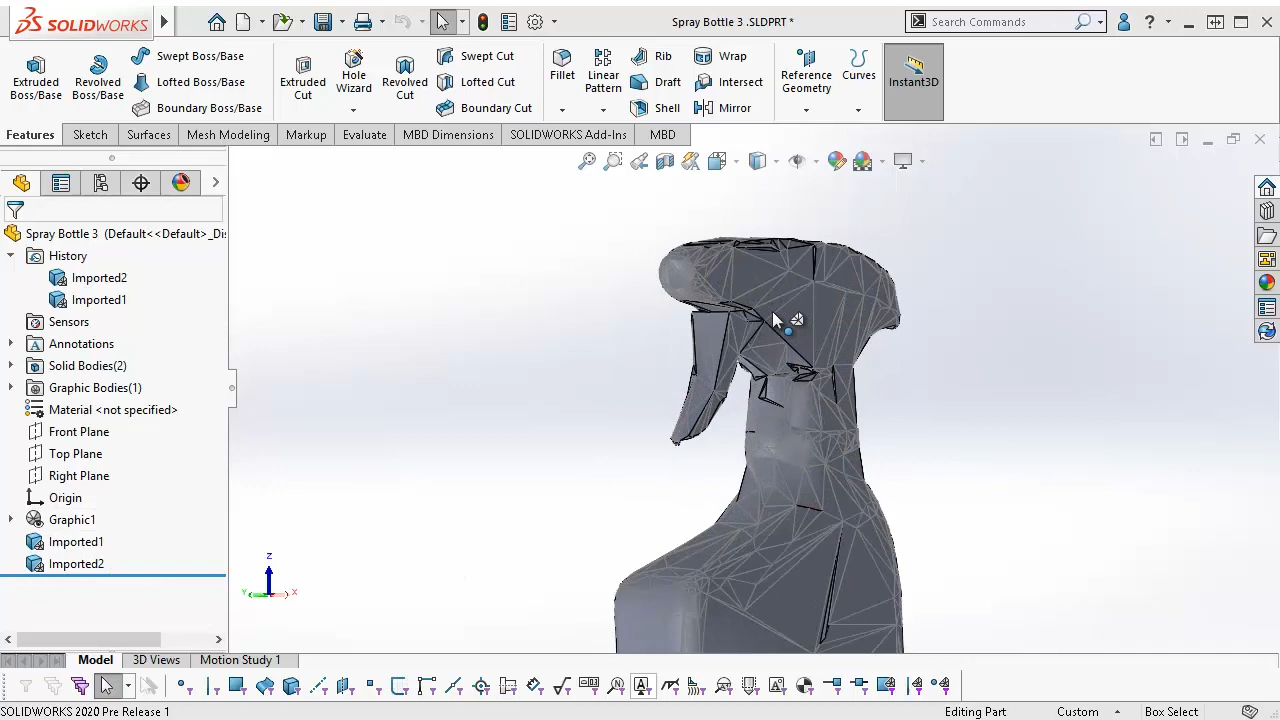 SOLIDWORKS
Spray Bottle 3 .SLDPRT *
Search Commands
Extruded Boss/Base
Revolved Boss/Base
Swept Boss/Base
Lofted Boss/Base
Boundary Boss/Base
Extruded Cut
Hole Wizard
Revolved Cut
Swept Cut
Lofted Cut
Boundary Cut
Fillet
Linear Pattern
Rib
Draft
Shell
Wrap
Intersect
Mirror
Reference Geometry
Curves
Instant3D
Features
Sketch
Surfaces
Mesh Modeling
Markup
Evaluate
MBD Dimensions
SOLIDWORKS Add-Ins
MBD
Spray Bottle 3 (Default<<Default>_Di
History
Imported2
Imported1
Sensors
Annotations
Solid Bodies(2)
Graphic Bodies(1)
Material <not specified>
Front Plane
Top Plane
Right Plane
Origin
Graphic1
Imported1
Imported2
Z
Y
X
Model
3D Views
Motion Study 1
SOLIDWORKS 2020 Pre Release 1
Editing Part
Custom
Box Select